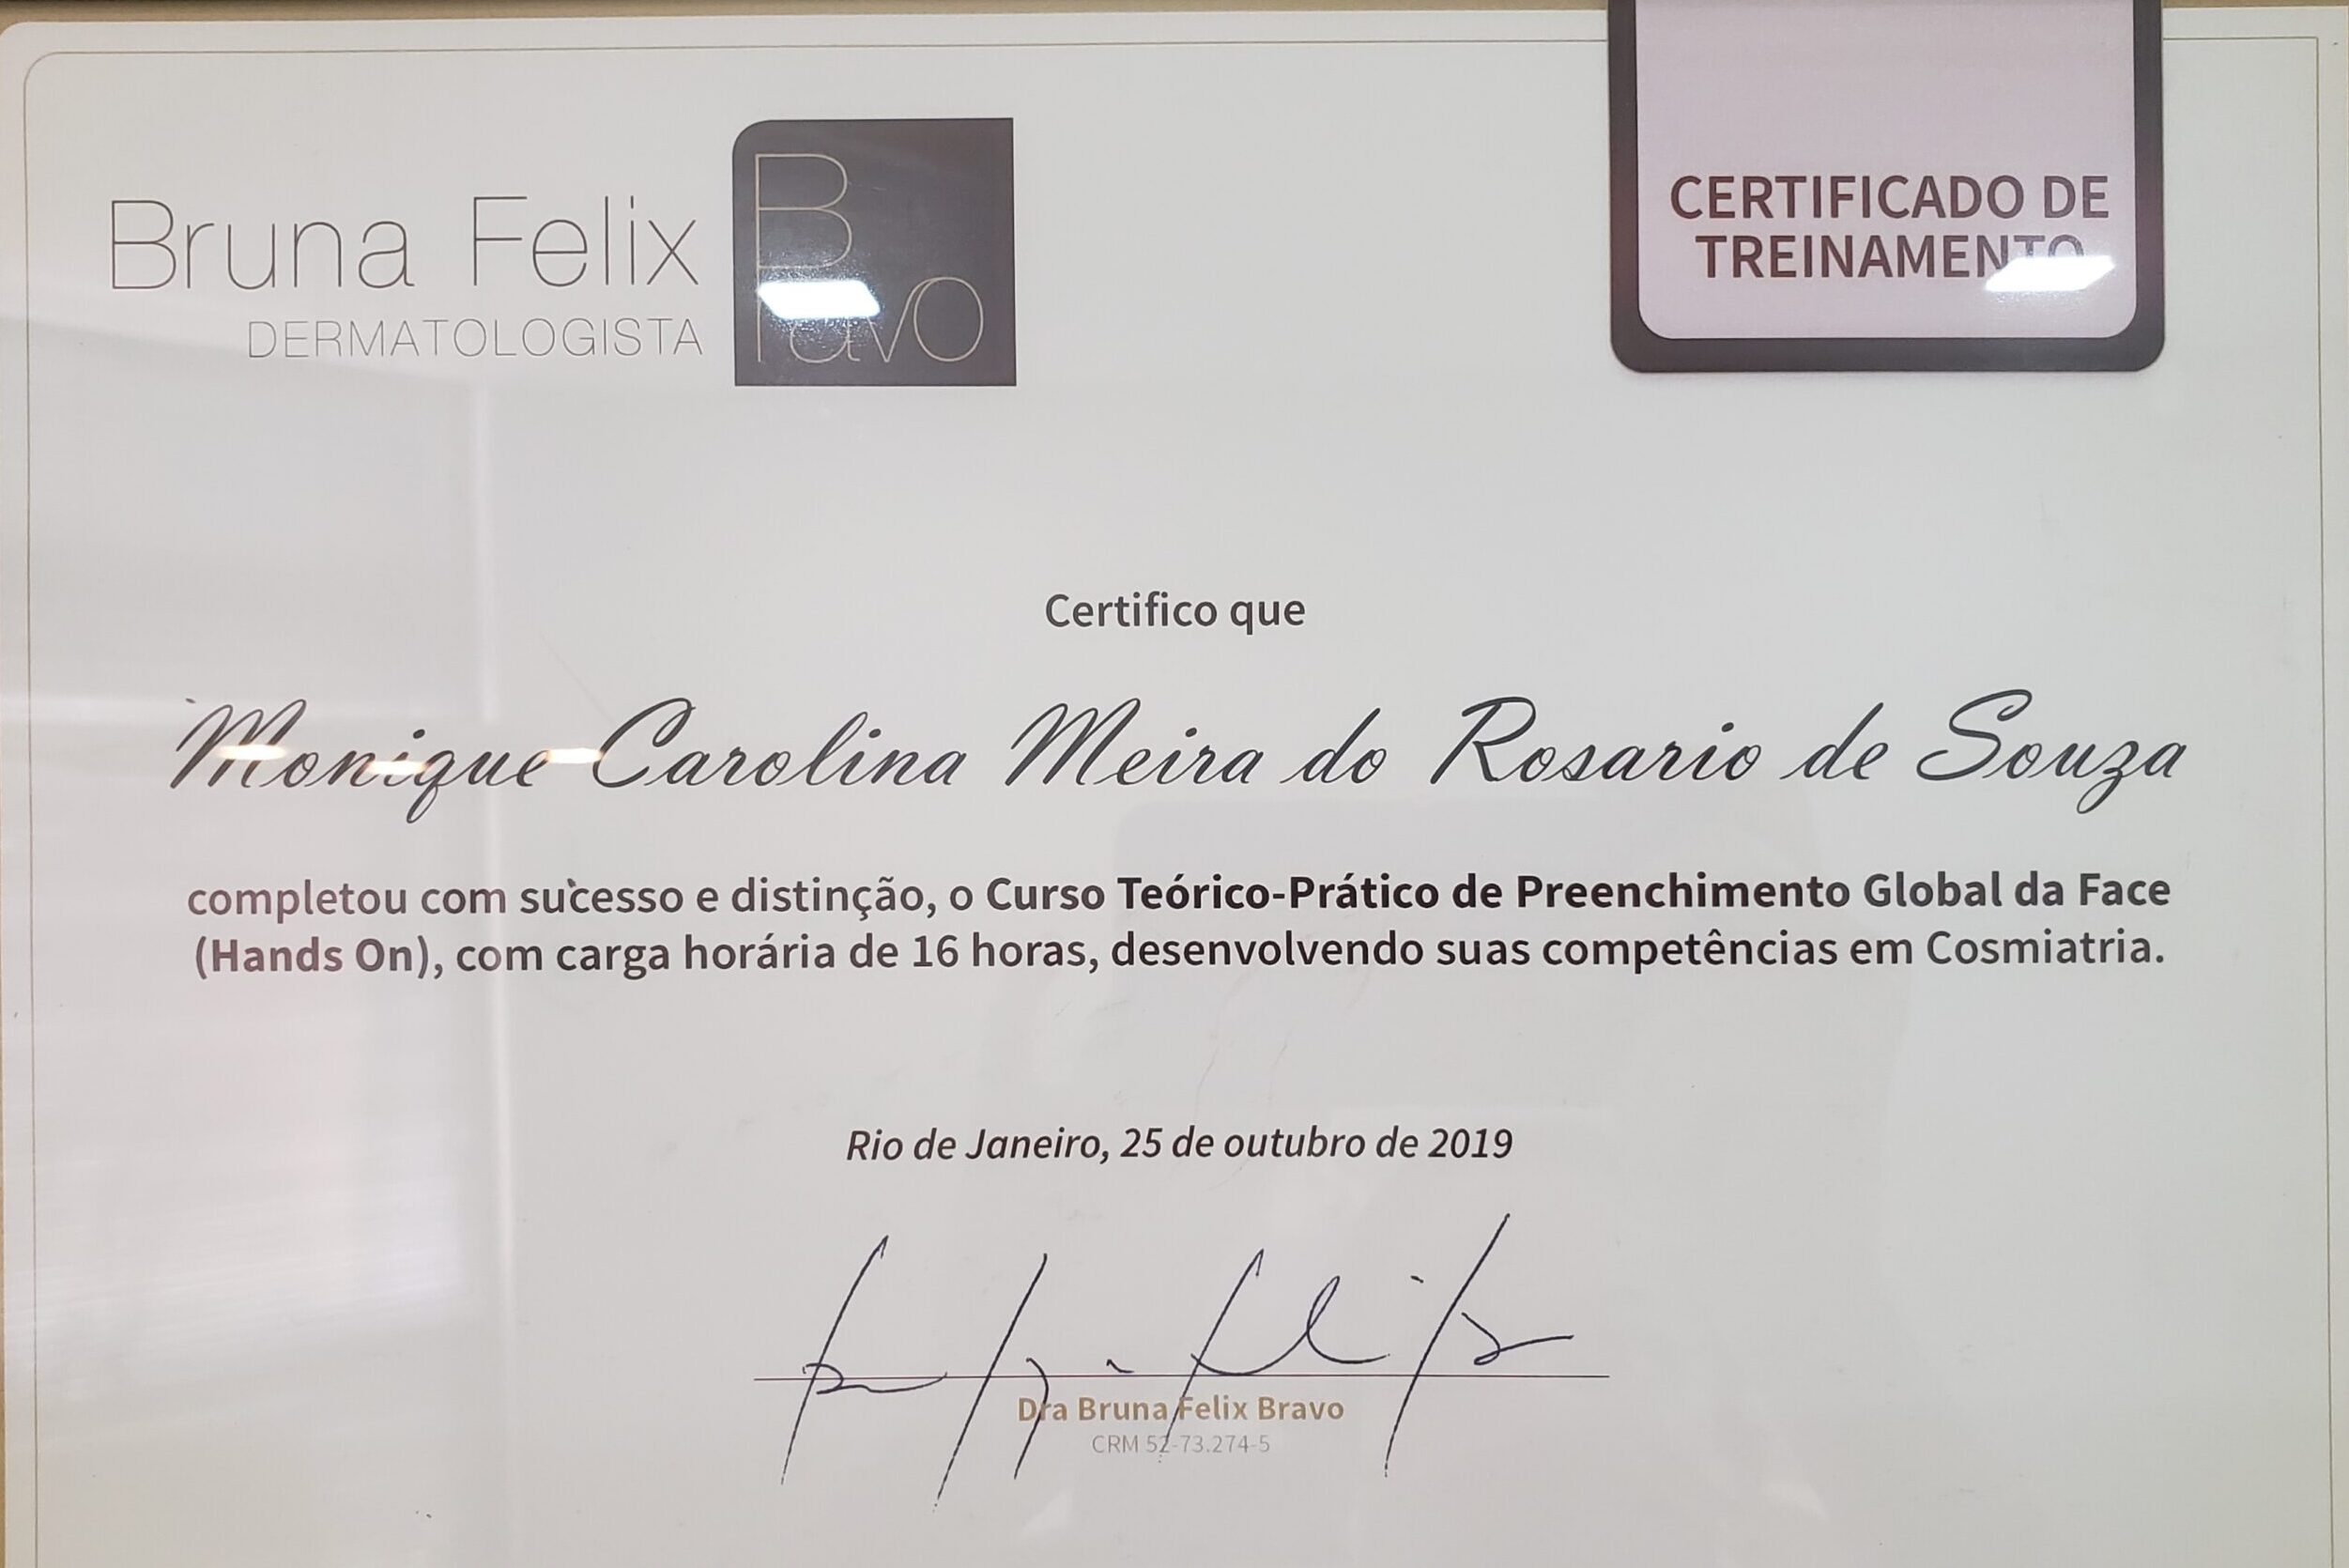 Bruna Felix
DERMATOLOGISTA
Bravo
CERTIFICADO DE
TREINAMENTO
Certifico que
Monique Carolina Meira do Rosario de Souza
completou com sucesso e distinção, o Curso Teórico-Prático de Preenchimento Global da Face
(Hands On), com carga horária de 16 horas, desenvolvendo suas competências em Cosmiatria.
Rio de Janeiro, 25 de outubro de 2019
Dra Bruna Felix Bravo
CRM 52-73.274-5